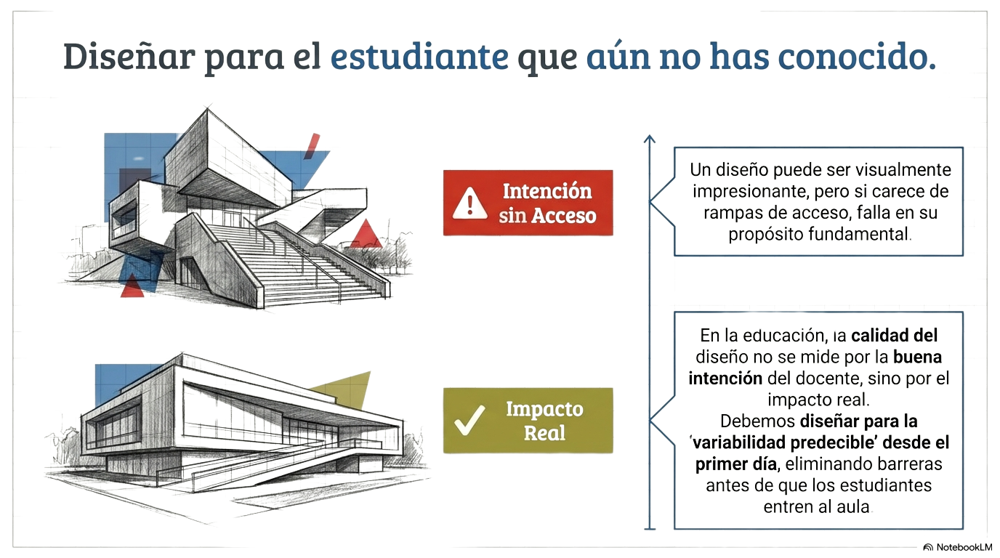 Diseñar para el estudiante que aún no has conocido.
Intención
sin Acceso
Un diseño puede ser visualmente
impresionante, pero si carece de
rampas de acceso, falla en su
propósito fundamental.
Impacto
Real
En la educación, la calidad del
diseño no se mide por la buena
intención del docente, sino por el
impacto real.
Debemos diseñar para la
'variabilidad predecible’ desde el
primer día, eliminando barreras
antes de que los estudiantes
entren al aula.
NotebookLM